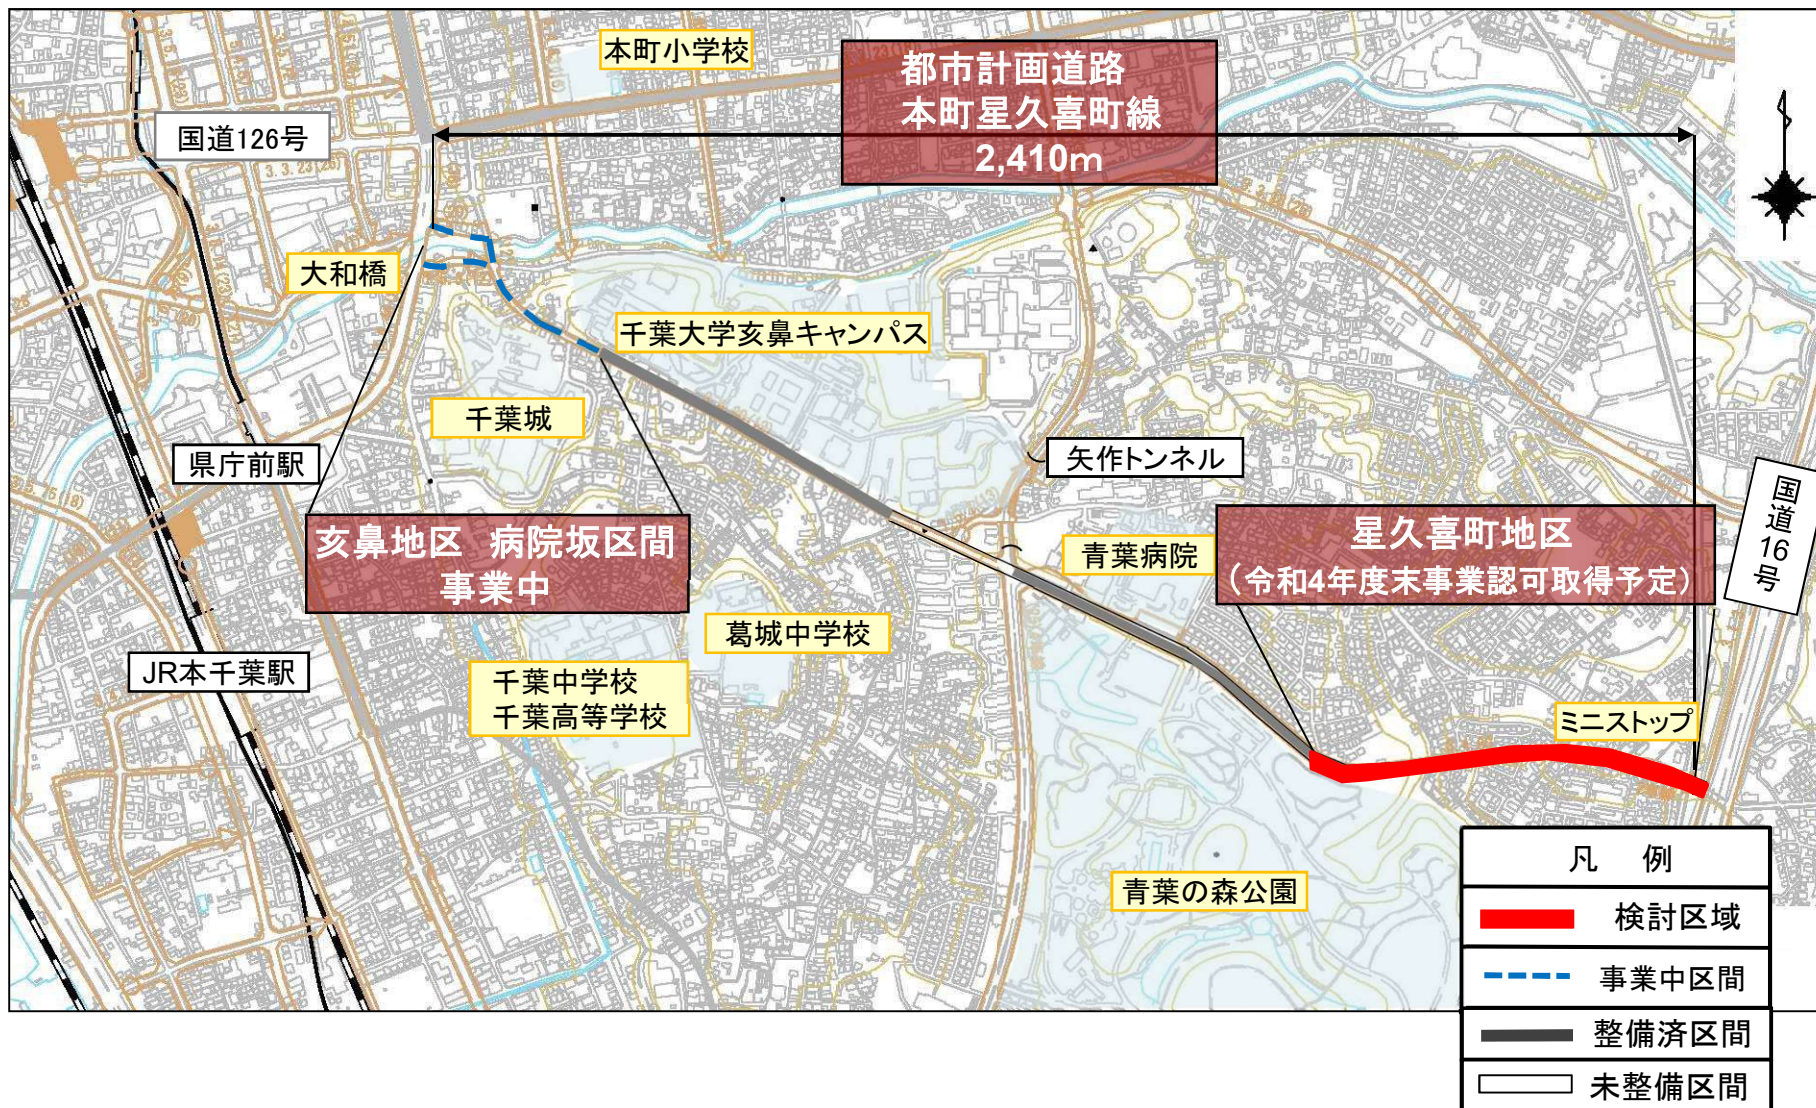 本町小学校
都市計画道路
本町星久喜町線
2,410m
国道126号
大和橋
千葉大学亥鼻キャンパス
千葉城
県庁前駅
矢作トンネル
国道16号
亥鼻地区 病院坂区間
事業中
青葉病院
星久喜町地区
（令和4年度末事業認可取得予定）
葛城中学校
JR本千葉駅
千葉中学校
千葉高等学校
ミニストップ
青葉の森公園
凡 例
検討区域
事業中区間
整備済区間
未整備区間